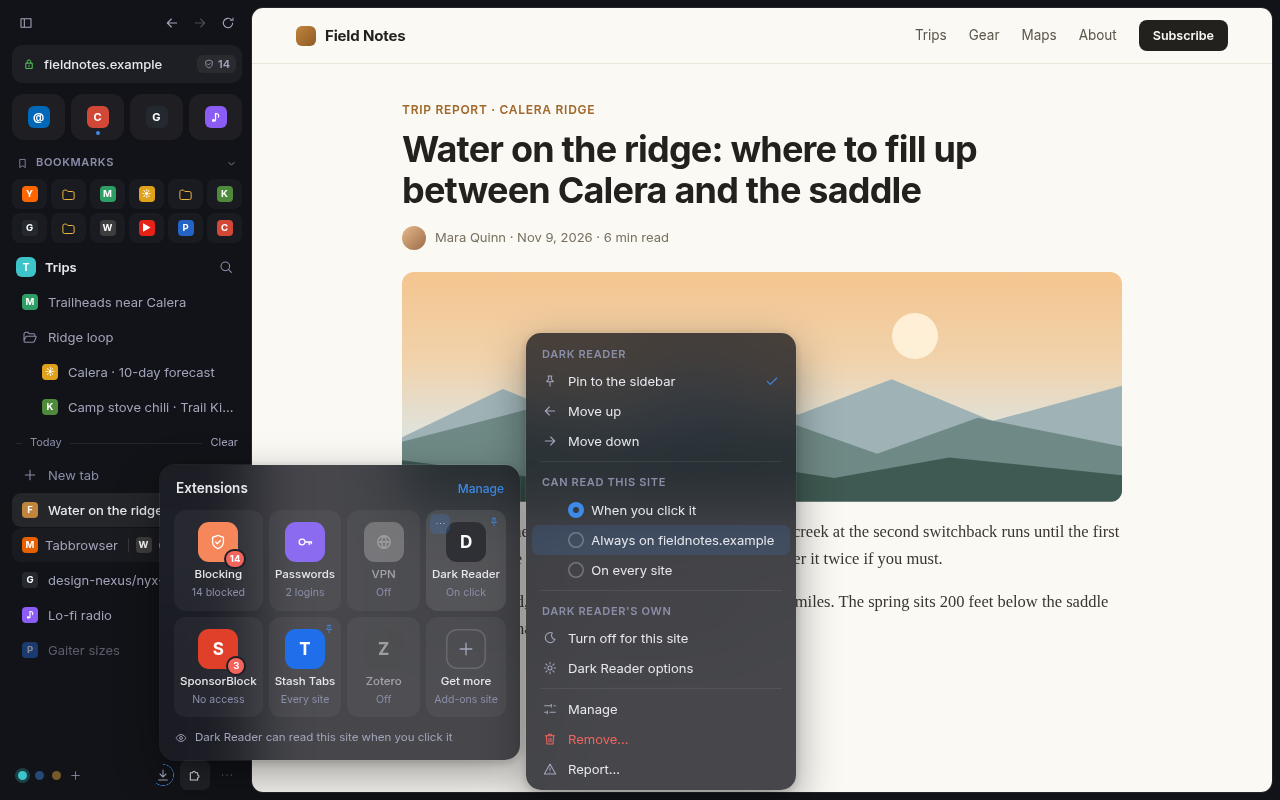 fieldnotes.example
14
@
C
G
BOOKMARKS
Y
M
K
G
W
P
C
T
Trips
M
Trailheads near Calera
Ridge loop
Calera · 10-day forecast
K
Camp stove chili · Trail Ki...
Today
Clear
New tab
F
Water on the ridge
M
Tabbrowser
W
G
design-nexus/nyx-
Lo-fi radio
P
Gaiter sizes
Field Notes
Trips
Gear
Maps
About
Subscribe
TRIP REPORT · CALERA RIDGE
Water on the ridge: where to fill up
between Calera and the saddle
Mara Quinn · Nov 9, 2026 · 6 min read
creek at the second switchback runs until the first
er it twice if you must.
miles. The spring sits 200 feet below the saddle
Extensions
Manage
14
Blocking
14 blocked
Passwords
2 logins
VPN
Off
D
Dark Reader
On click
S
3
SponsorBlock
No access
T
Stash Tabs
Every site
Z
Zotero
Off
Get more
Add-ons site
Dark Reader can read this site when you click it
DARK READER
Pin to the sidebar
Move up
Move down
CAN READ THIS SITE
When you click it
Always on fieldnotes.example
On every site
DARK READER'S OWN
Turn off for this site
Dark Reader options
Manage
Remove...
Report...